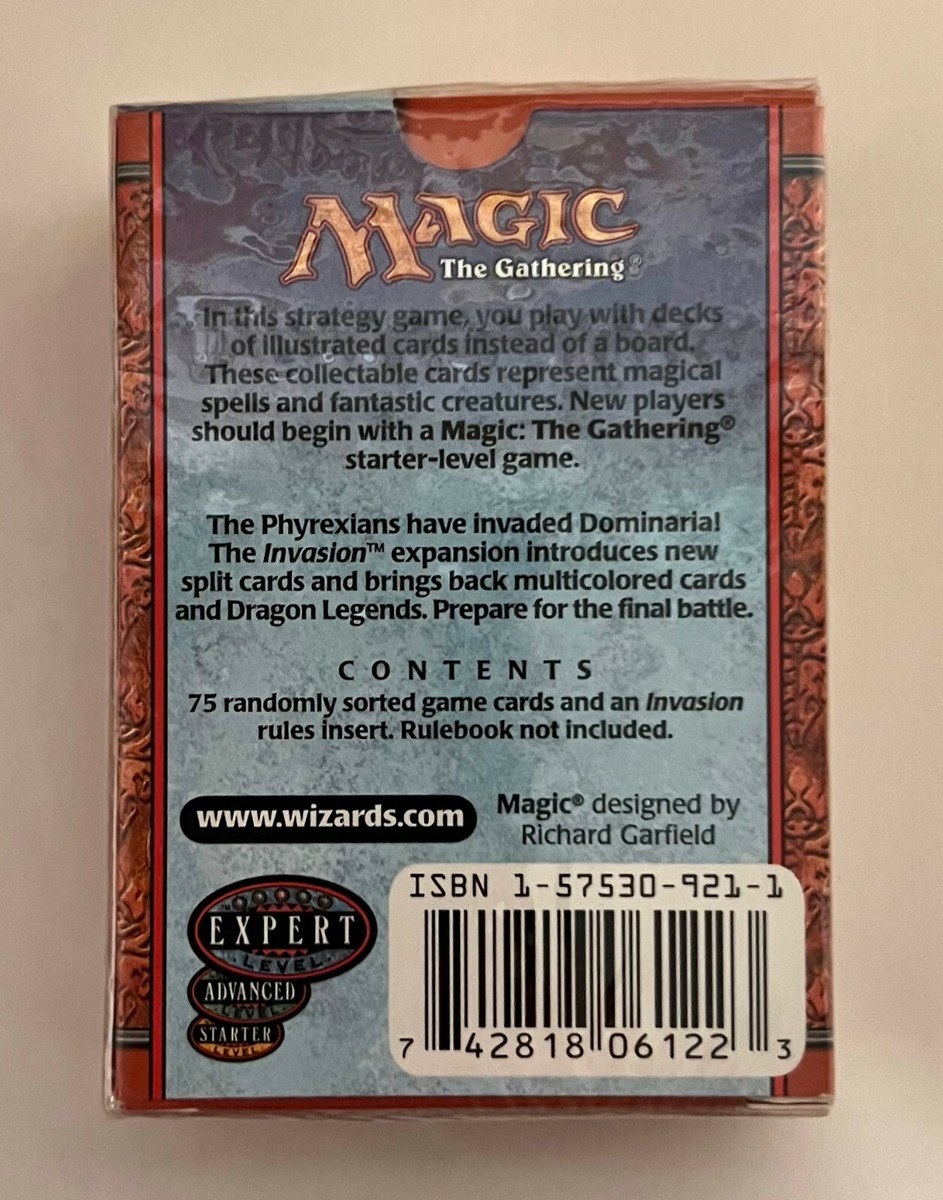 MAGIC
The Gathering®
In this strategy game, you play with decks
of illustrated cards instead of a board.
These collectable cards represent magical
spells and fantastic creatures. New players
should begin with a Magic: The Gathering®
starter-level game.
The Phyrexians have invaded Dominaria!
The Invasion™ expansion introduces new
split cards and brings back multicolored cards
and Dragon Legends. Prepare for the final battle.
CONTENTS
75 randomly sorted game cards and an Invasion
rules insert. Rulebook not included.
www.wizards.com
Magic® designed by
Richard Garfield
EXPERT
LEVEL
ADVANCED
LEVEL
STARTER
LEVEL
ISBN 1-57530-921-1
7 42818 06122 3